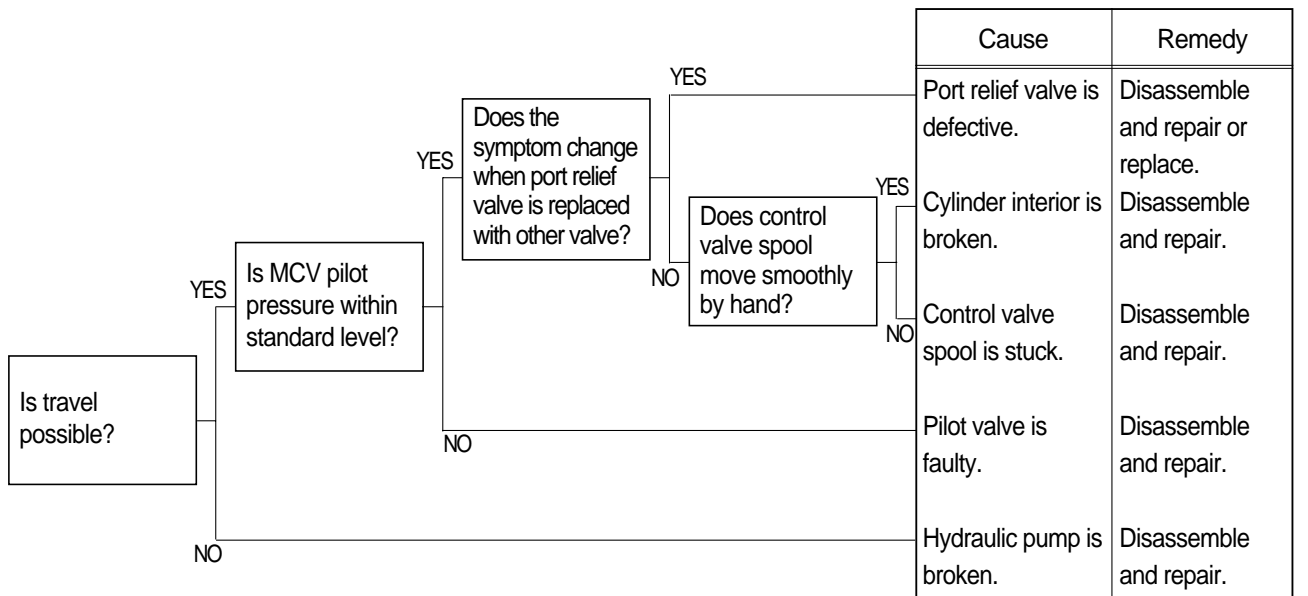 Cause
Remedy
YES
Port relief valve is
defective.
Disassemble
and repair or
replace.
Does the
symptom change
when port relief
valve is replaced
with other valve?
YES
YES
Cylinder interior is
broken.
Disassemble
and repair.
Does control
valve spool
move smoothly
by hand?
NO
Is MCV pilot
pressure within
standard level?
YES
NO
Control valve
spool is stuck.
Disassemble
and repair.
Is travel
possible?
NO
Pilot valve is
faulty.
Disassemble
and repair.
NO
Hydraulic pump is
broken.
Disassemble
and repair.